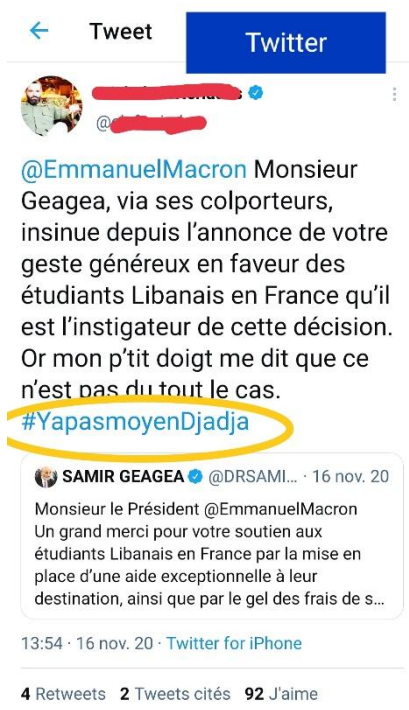 Tweet
Twitter
@
@EmmanuelMacron Monsieur
Geagea, via ses colporteurs,
insinue depuis l'annonce de votre
geste généreux en faveur des
étudiants Libanais en France qu'il
est l'instigateur de cette décision.
Or mon p'tit doigt me dit que ce
n'est pas du tout le cas.
#YapasmoyenDjadja
SAMIR GEAGEA @DRSAMI... · 16 nov. 20
Monsieur le Président @EmmanuelMacron
Un grand merci pour votre soutien aux
étudiants Libanais en France par la mise en
place d'une aide exceptionnelle à leur
destination, ainsi que par le gel des frais de s...
13:54 · 16 nov. 20 · Twitter for iPhone
4 Retweets 2 Tweets cités 92 J'aime